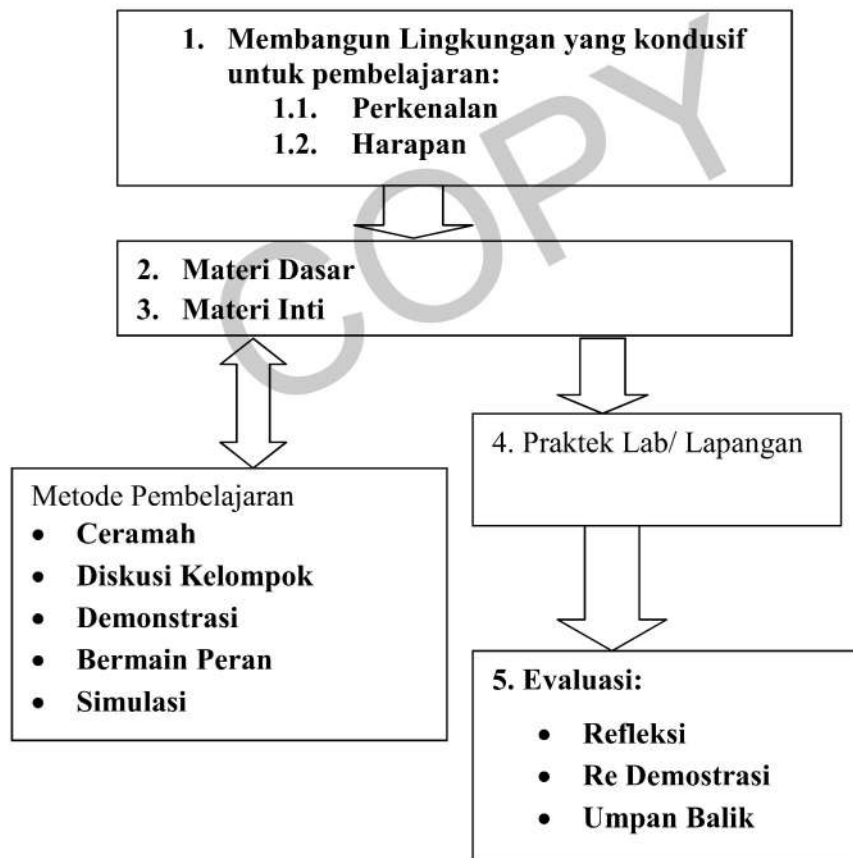 1. Membangun Lingkungan yang kondusif
untuk pembelajaran:
1.1. Perkenalan
1.2. Harapan
COPY
2. Materi Dasar
3. Materi Inti
4. Praktek Lab/ Lapangan
Metode Pembelajaran
• Ceramah
• Diskusi Kelompok
• Demonstrasi
• Bermain Peran
• Simulasi
5. Evaluasi:
• Refleksi
• Re Demostrasi
• Umpan Balik